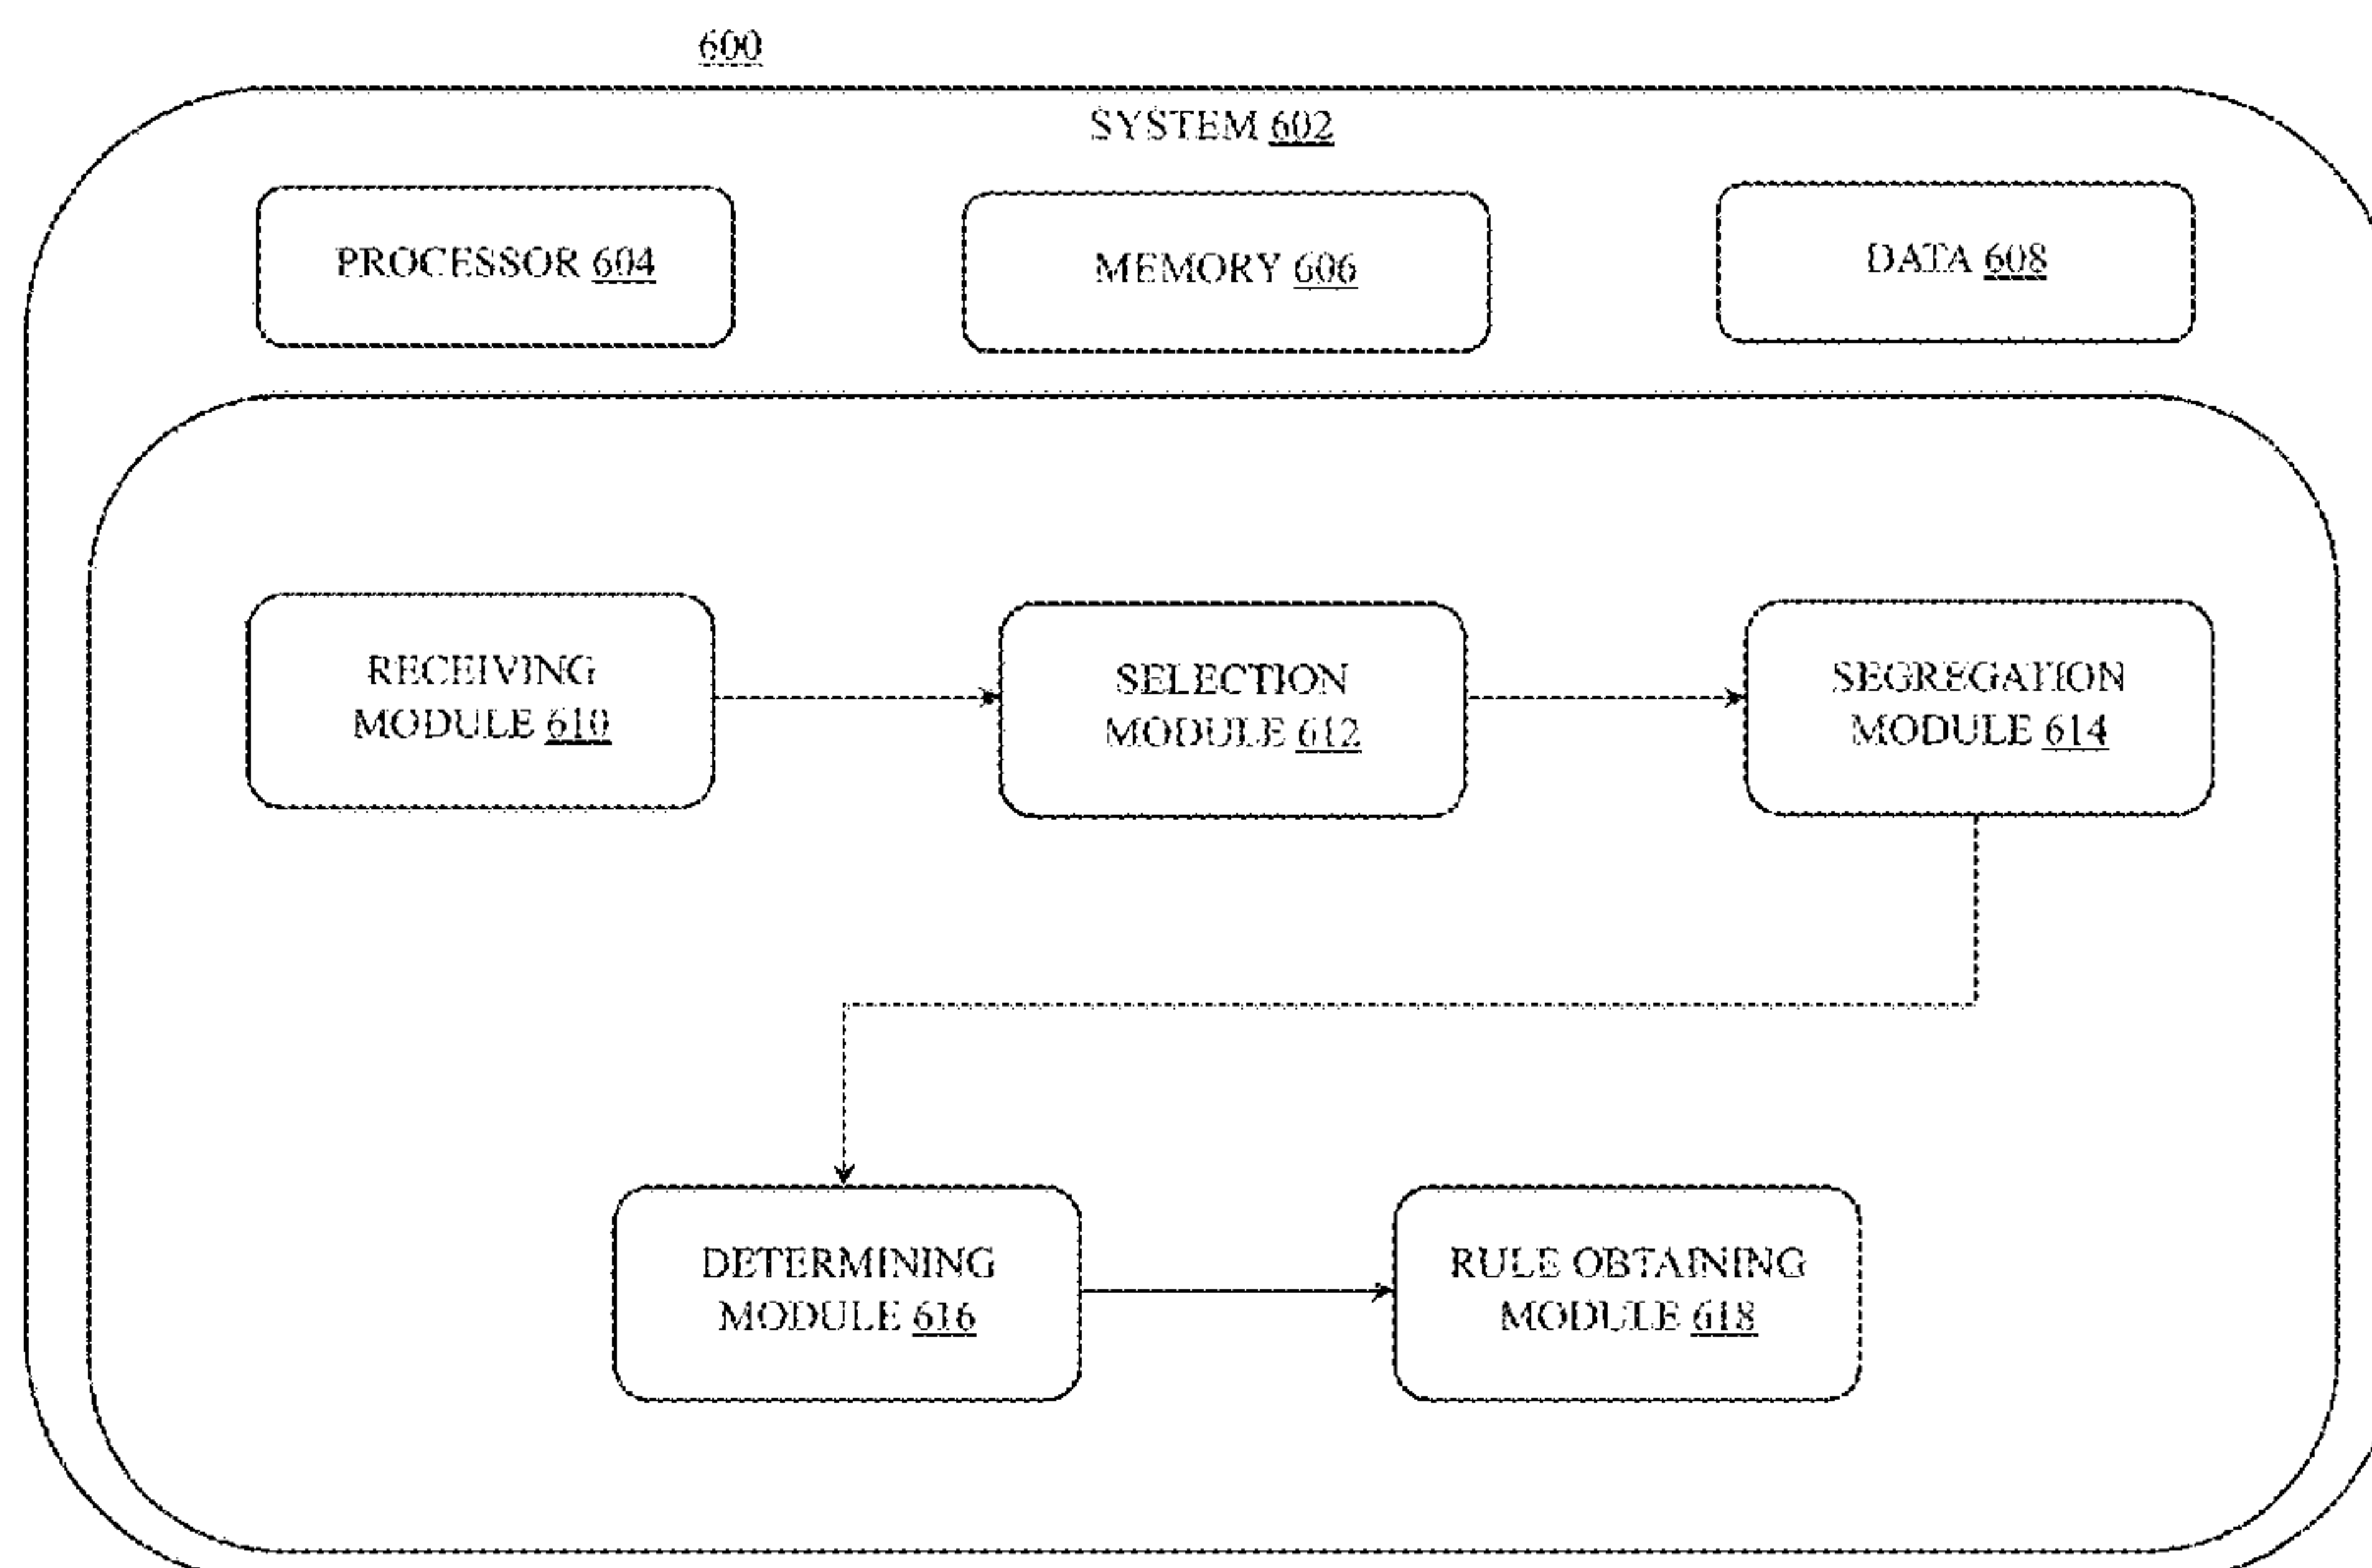 600
SYSTEM 602
PROCESSOR 604
MEMORY 606
DATA 608
RECEIVING
MODULE 610
SELECTION
MODULE 612
SEGREGATION
MODULE 614
DETERMINING
MODULE 616
RULE OBTAINING
MODULE 618